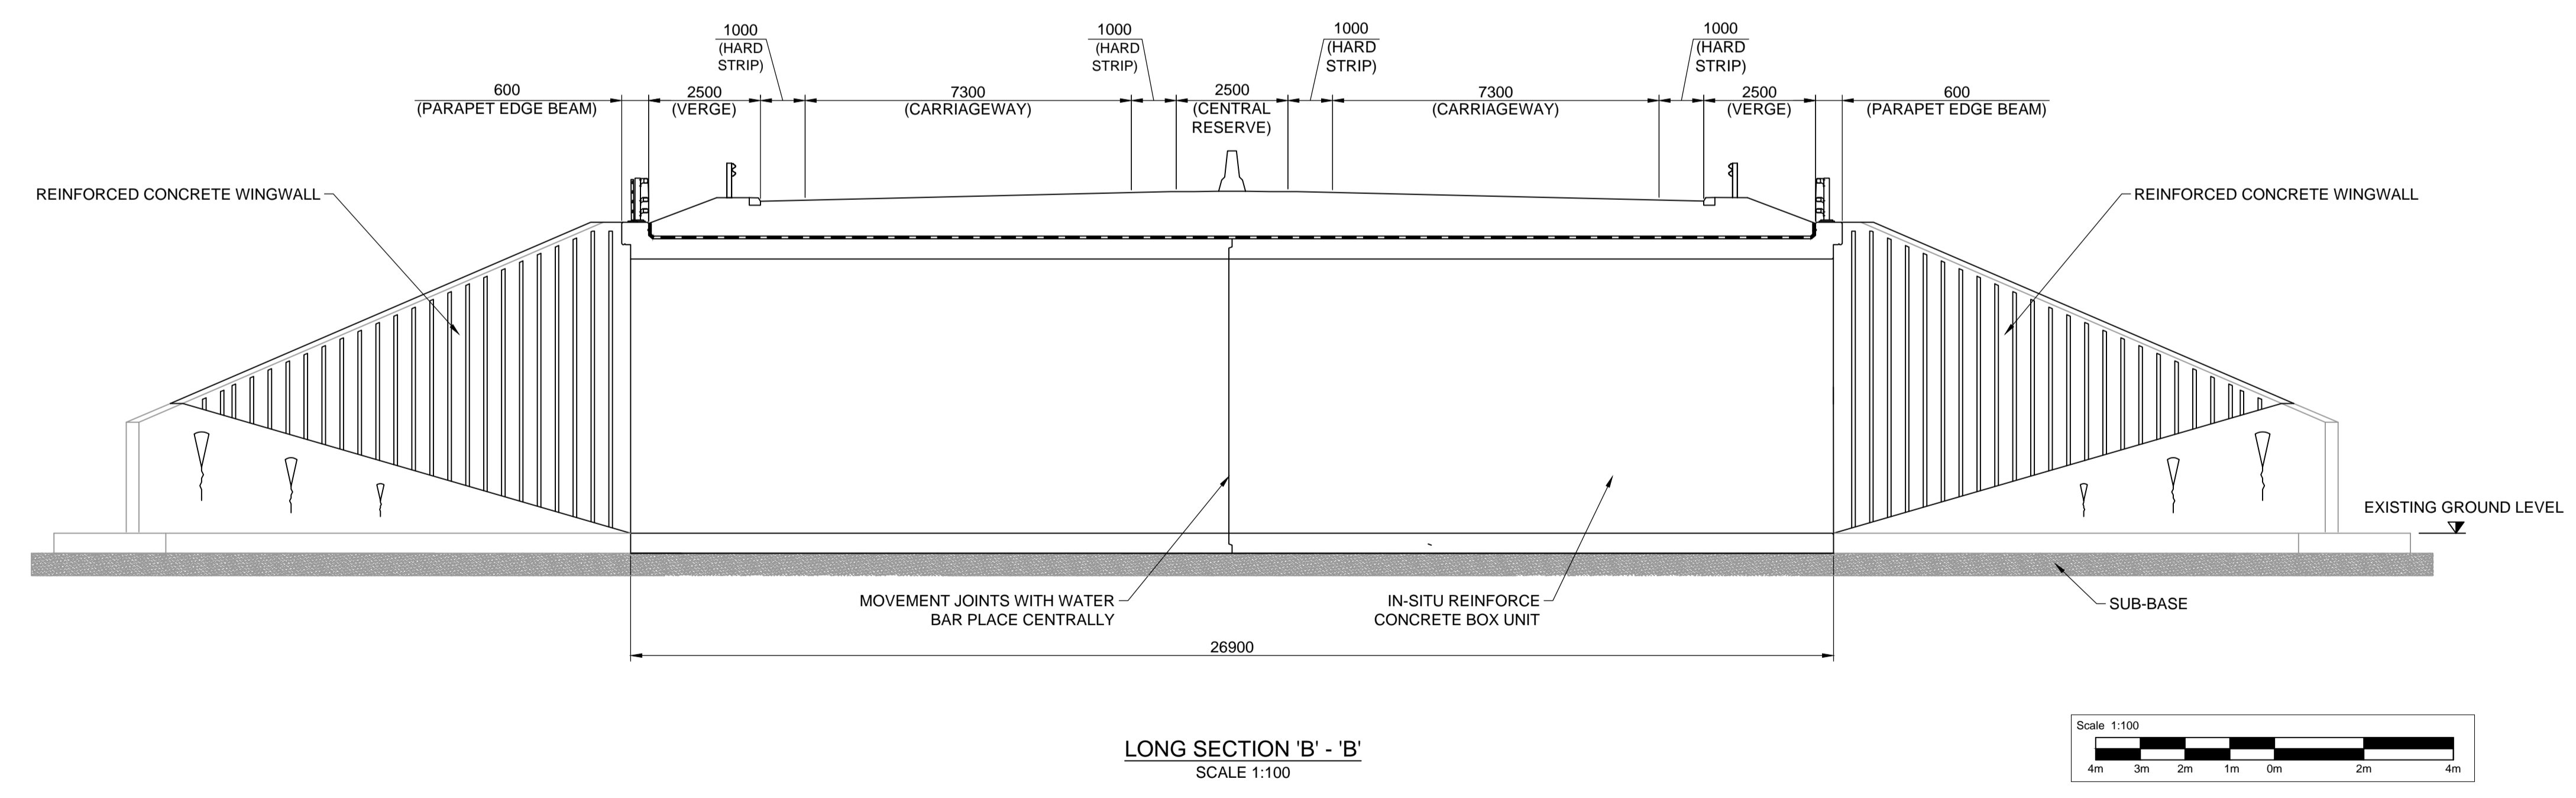 1000
(HARD
STRIP)
1000
(HARD
STRIP)
1000
(HARD
STRIP)
1000
(HARD
STRIP)
600
(PARAPET EDGE BEAM)
2500
(VERGE)
7300
(CARRIAGEWAY)
2500
(CENTRAL
RESERVE)
7300
(CARRIAGEWAY)
2500
(VERGE)
600
(PARAPET EDGE BEAM)
REINFORCED CONCRETE WINGWALL
REINFORCED CONCRETE WINGWALL
EXISTING GROUND LEVEL
MOVEMENT JOINTS WITH WATER
BAR PLACE CENTRALLY
IN-SITU REINFORCE
CONCRETE BOX UNIT
SUB-BASE
26900
LONG SECTION 'B' - 'B'
SCALE 1:100
Scale 1:100
4m 3m 2m 1m 0m 2m 4m